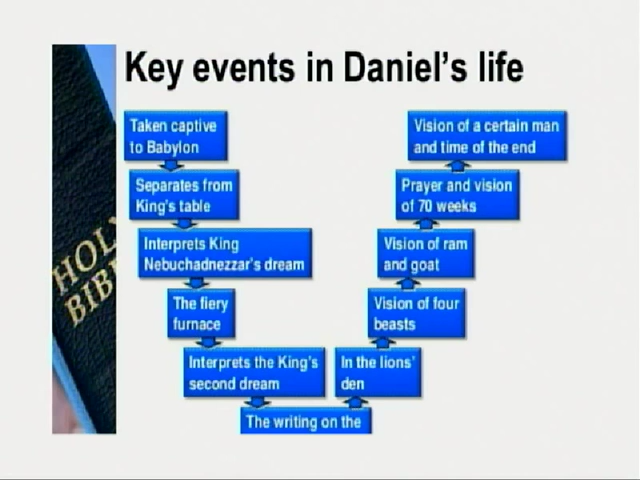 Key events in Daniel's life
Taken captive
to Babylon
Separates from
King's table
Interprets King
Nebuchadnezzar's dream
The fiery
furnace
Interprets the King's
second dream
The writing on the
In the lions'
den
Vision of four
beasts
Vision of ram
and goat
Prayer and vision
of 70 weeks
Vision of a certain man
and time of the end
HOLY
BIB